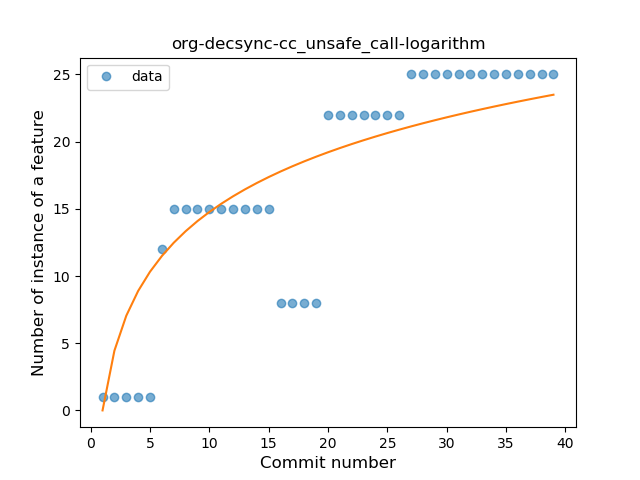 org-decsync-cc_unsafe_call-logarithm
data
Number of instance of a feature
25
20
15
10
5
0
0 5 10 15 20 25 30 35 40
Commit number